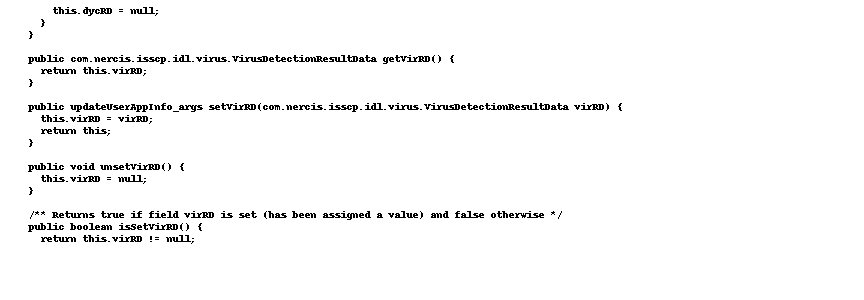 this.dycRD = null;
}
}
public com.nercis.isscp.idl.virus.VirusDetectionResultData getVirRD() {
return this.virRD;
}
public updateUserAppInfo_args setVirRD(com.nercis.isscp.idl.virus.VirusDetectionResultData virRD) {
this.virRD = virRD;
return this;
}
public void unsetVirRD() {
this.virRD = null;
}
/** Returns true if field virRD is set (has been assigned a value) and false otherwise */
public boolean isSetVirRD() {
return this.virRD != null;